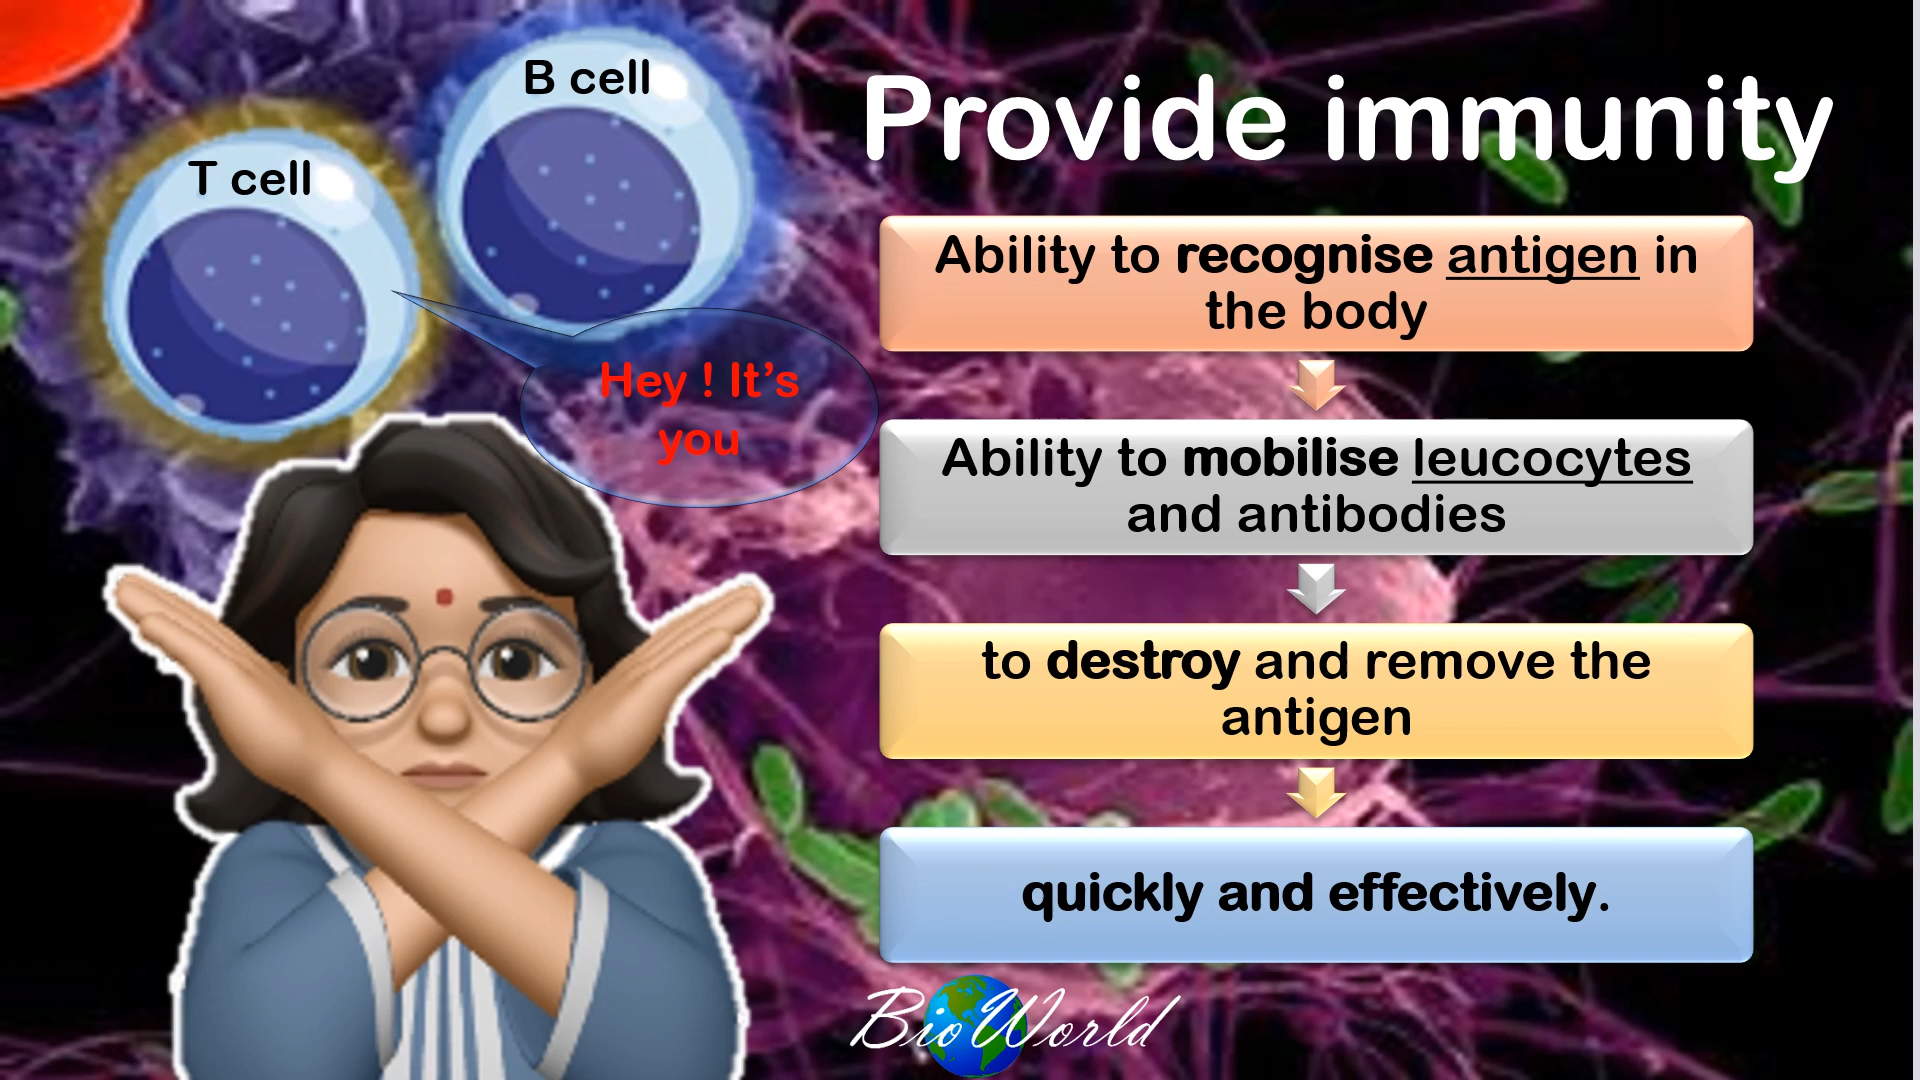 B cell
T cell
Hey ! It’s
you
Provide immunity
Ability to recognise antigen in
the body
Ability to mobilise leucocytes
and antibodies
to destroy and remove the
antigen
quickly and effectively.
BioWorld